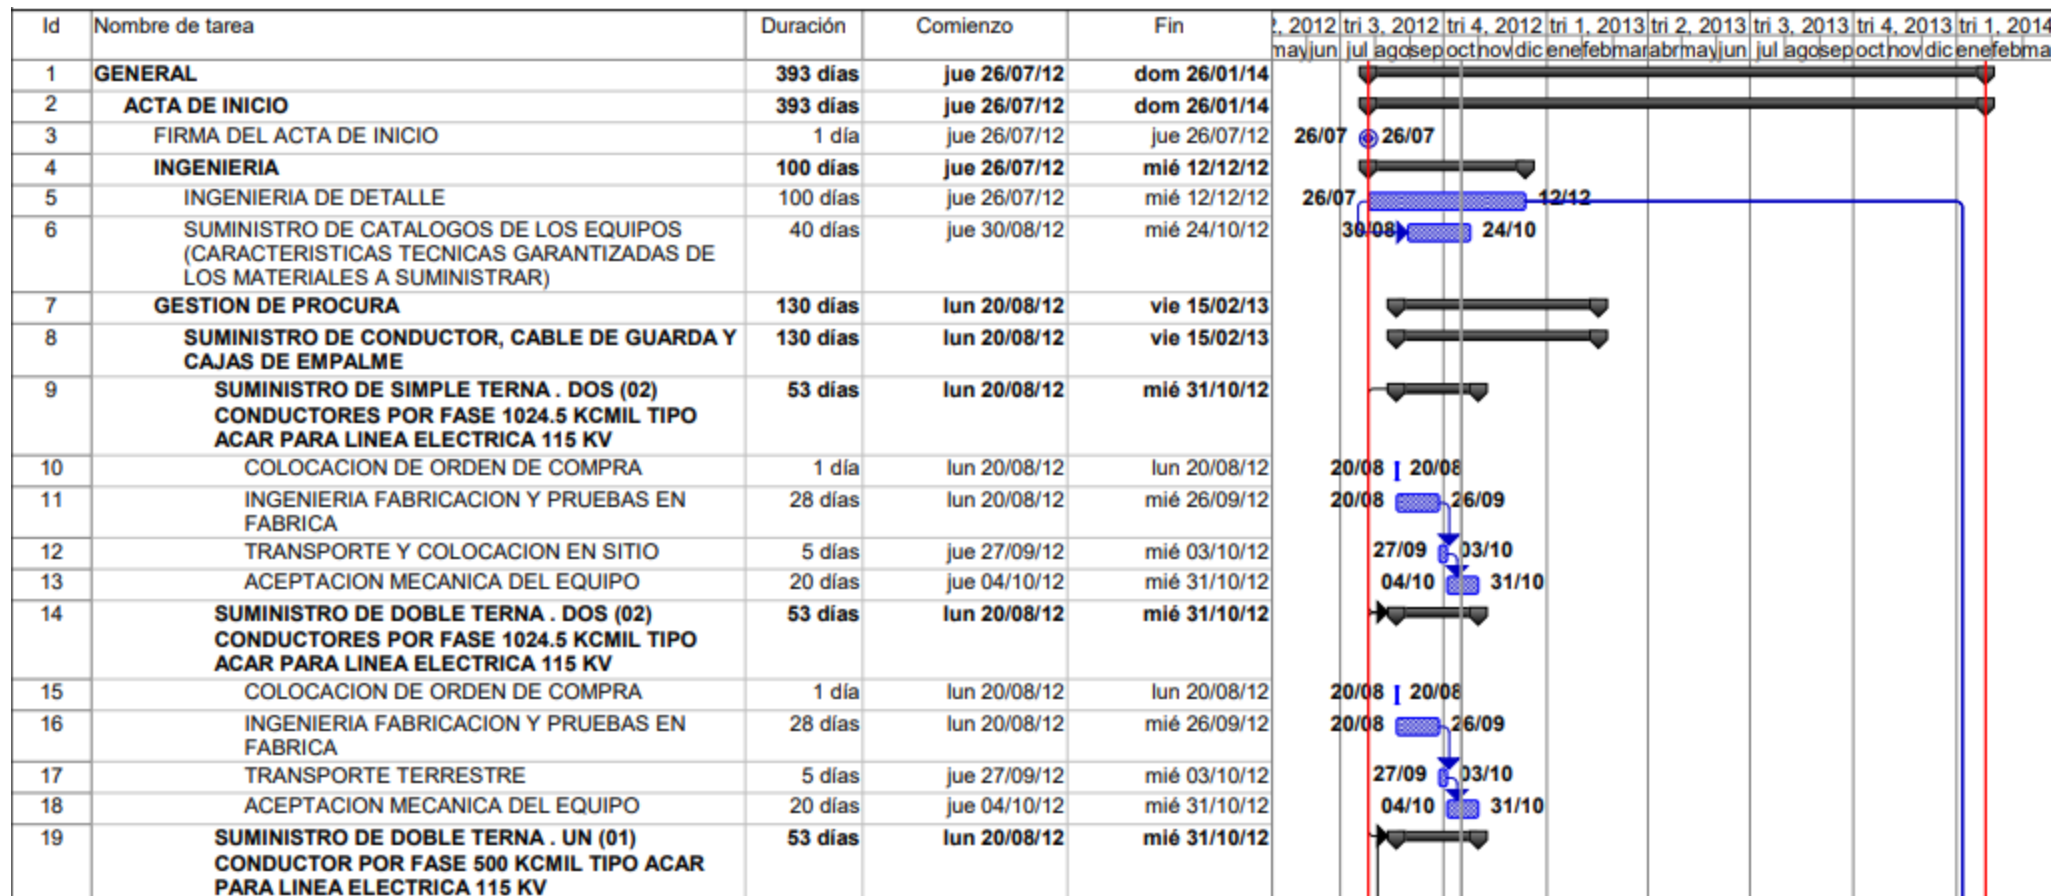 Id Nombre de tarea Duración Comienzo Fin 2, 2012 tri 3, 2012 tri 4, 2012 tri 1, 2013 tri 2, 2013 tri 3, 2013 tri 4, 2013 tri 1, 2014
may jun jul ago sep oct nov dic ene feb mar abr may jun jul ago sep oct nov dic ene feb ma
1 GENERAL 393 días jue 26/07/12 dom 26/01/14
2 ACTA DE INICIO 393 días jue 26/07/12 dom 26/01/14
3 FIRMA DEL ACTA DE INICIO 1 día jue 26/07/12 jue 26/07/12 26/07 26/07
4 INGENIERIA 100 días jue 26/07/12 mié 12/12/12
5 INGENIERIA DE DETALLE 100 días jue 26/07/12 mié 12/12/12 26/07 12/12
6 SUMINISTRO DE CATALOGOS DE LOS EQUIPOS 40 días jue 30/08/12 mié 24/10/12 30/08 24/10
(CARACTERISTICAS TECNICAS GARANTIZADAS DE
LOS MATERIALES A SUMINISTRAR)
7 GESTION DE PROCURA 130 días lun 20/08/12 vie 15/02/13
8 SUMINISTRO DE CONDUCTOR, CABLE DE GUARDA Y 130 días lun 20/08/12 vie 15/02/13
CAJAS DE EMPALME
9 SUMINISTRO DE SIMPLE TERNA . DOS (02) 53 días lun 20/08/12 mié 31/10/12
CONDUCTORES POR FASE 1024.5 KCMIL TIPO
ACAR PARA LINEA ELECTRICA 115 KV
10 COLOCACION DE ORDEN DE COMPRA 1 día lun 20/08/12 lun 20/08/12 20/08 20/08
11 INGENIERIA FABRICACION Y PRUEBAS EN 28 días lun 20/08/12 mié 26/09/12 20/08 26/09
FABRICA
12 TRANSPORTE Y COLOCACION EN SITIO 5 días jue 27/09/12 mié 03/10/12 27/09 03/10
13 ACEPTACION MECANICA DEL EQUIPO 20 días jue 04/10/12 mié 31/10/12 04/10 31/10
14 SUMINISTRO DE DOBLE TERNA . DOS (02) 53 días lun 20/08/12 mié 31/10/12
CONDUCTORES POR FASE 1024.5 KCMIL TIPO
ACAR PARA LINEA ELECTRICA 115 KV
15 COLOCACION DE ORDEN DE COMPRA 1 día lun 20/08/12 lun 20/08/12 20/08 20/08
16 INGENIERIA FABRICACION Y PRUEBAS EN 28 días lun 20/08/12 mié 26/09/12 20/08 26/09
FABRICA
17 TRANSPORTE TERRESTRE 5 días jue 27/09/12 mié 03/10/12 27/09 03/10
18 ACEPTACION MECANICA DEL EQUIPO 20 días jue 04/10/12 mié 31/10/12 04/10 31/10
19 SUMINISTRO DE DOBLE TERNA . UN (01) 53 días lun 20/08/12 mié 31/10/12
CONDUCTOR POR FASE 500 KCMIL TIPO ACAR
PARA LINEA ELECTRICA 115 KV